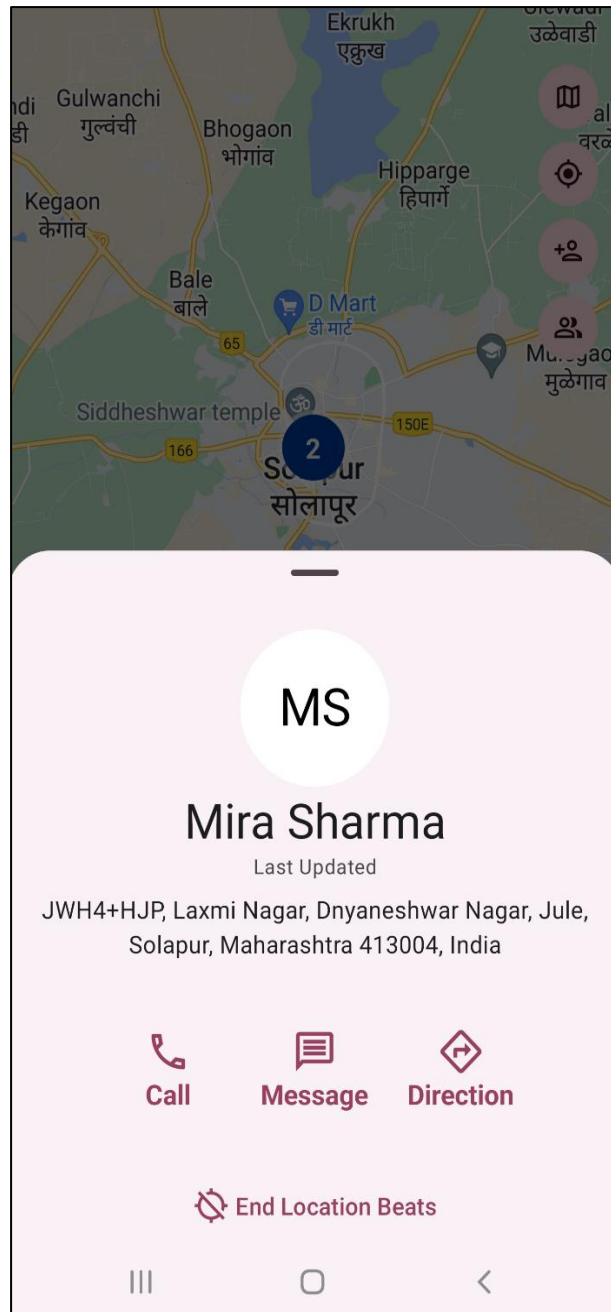 Ekrukh
एक्रुख
उळेवाडी
Gulwanchi
गुल्वंची
Bhogaon
भोगांव
Hipparge
हिपार्गे
Kegaon
केगांव
Bale
बाले
D Mart
डी मार्ट
65
मुळेगाव
Siddheshwar temple
150E
166
2
सोलापूर
MS
Mira Sharma
Last Updated
JWH4+HJP, Laxmi Nagar, Dnyaneshwar Nagar, Jule,
Solapur, Maharashtra 413004, India
Call
Message
Direction
End Location Beats